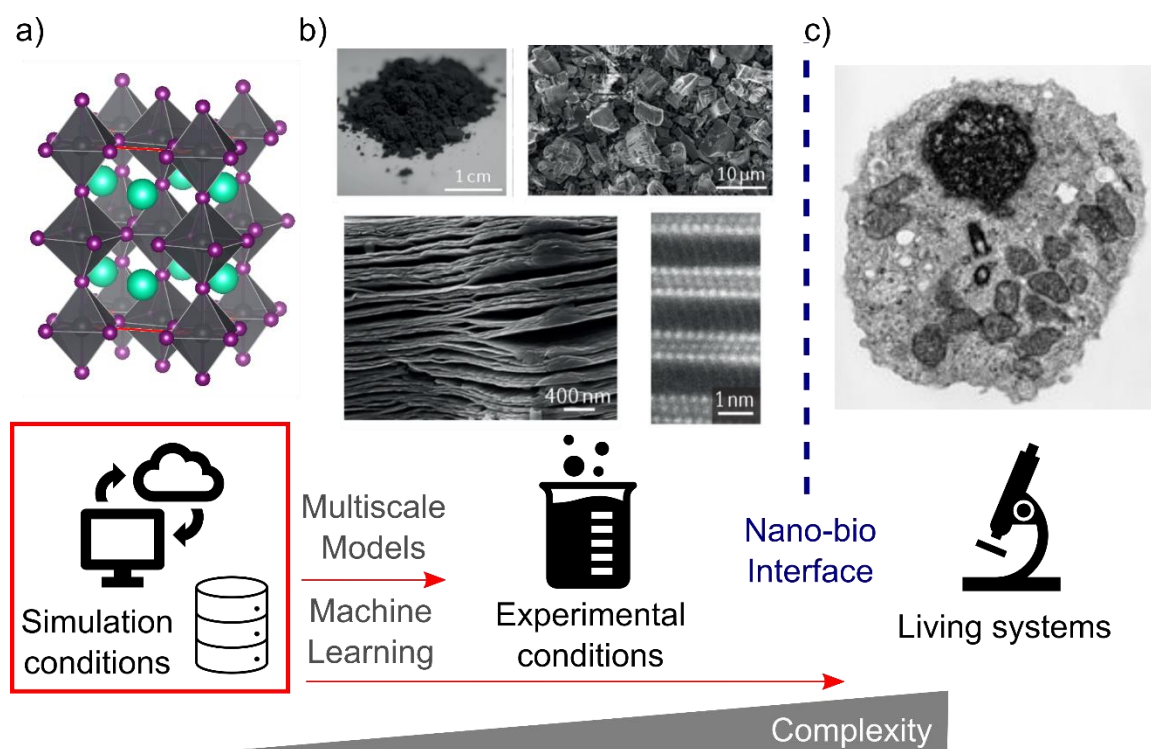 a)
b)
c)
1 cm
10 µm
400 nm
1 nm
Multiscale
Models
Machine
Learning
Simulation
conditions
Experimental
conditions
Nano-bio
Interface
Living systems
Complexity